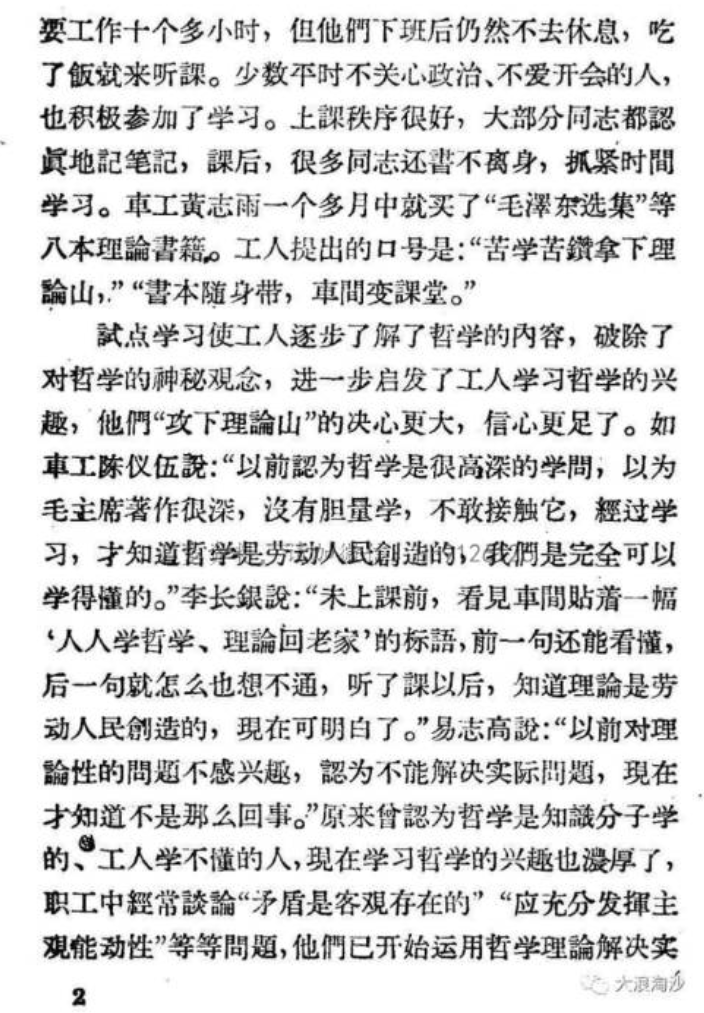 要工作十个多小时，但他們下班后仍然不去休息，吃
了飯就来听課。少数平时不关心政治、不爱开会的人，
也积极参加了学习。上課秩序很好，大部分同志都認
眞地記笔記，課后，很多同志还書不离身，抓紧时間
学习。車工黃志雨一个多月中就买了“毛澤东选集”等
八本理論書籍。工人提出的口号是：“苦学苦鑽拿下理
論山，”“書本随身带，車間变課堂。”
試点学习使工人逐步了解了哲学的內容，破除了
对哲学的神秘观念，进一步启发了工人学习哲学的兴
趣，他們“攻下理論山”的决心更大，信心更足了。如
車工陈仪伍說：“以前認为哲学是很高深的学問，以为
毛主席著作很深，沒有胆量学，不敢接触它，經过学
习，才知道哲学是劳动人民創造的，我們是完全可以
学得懂的。”李长銀說：“未上課前，看見車間貼着一幅
‘人人学哲学、理論回老家’的标語，前一句还能看懂，
后一句就怎么也想不通，听了課以后，知道理論是劳
动人民創造的，現在可明白了。”易志高說：“以前对理
論性的問題不感兴趣，認为不能解决实际問題，現在
才知道不是那么回事。”原来曾認为哲学是知識分子学
的、工人学不懂的人，現在学习哲学的兴趣也濃厚了，
职工中經常談論“矛盾是客观存在的”“应充分发揮主
观能动性”等等問題，他們已开始运用哲学理論解决实
2
大浪淘沙